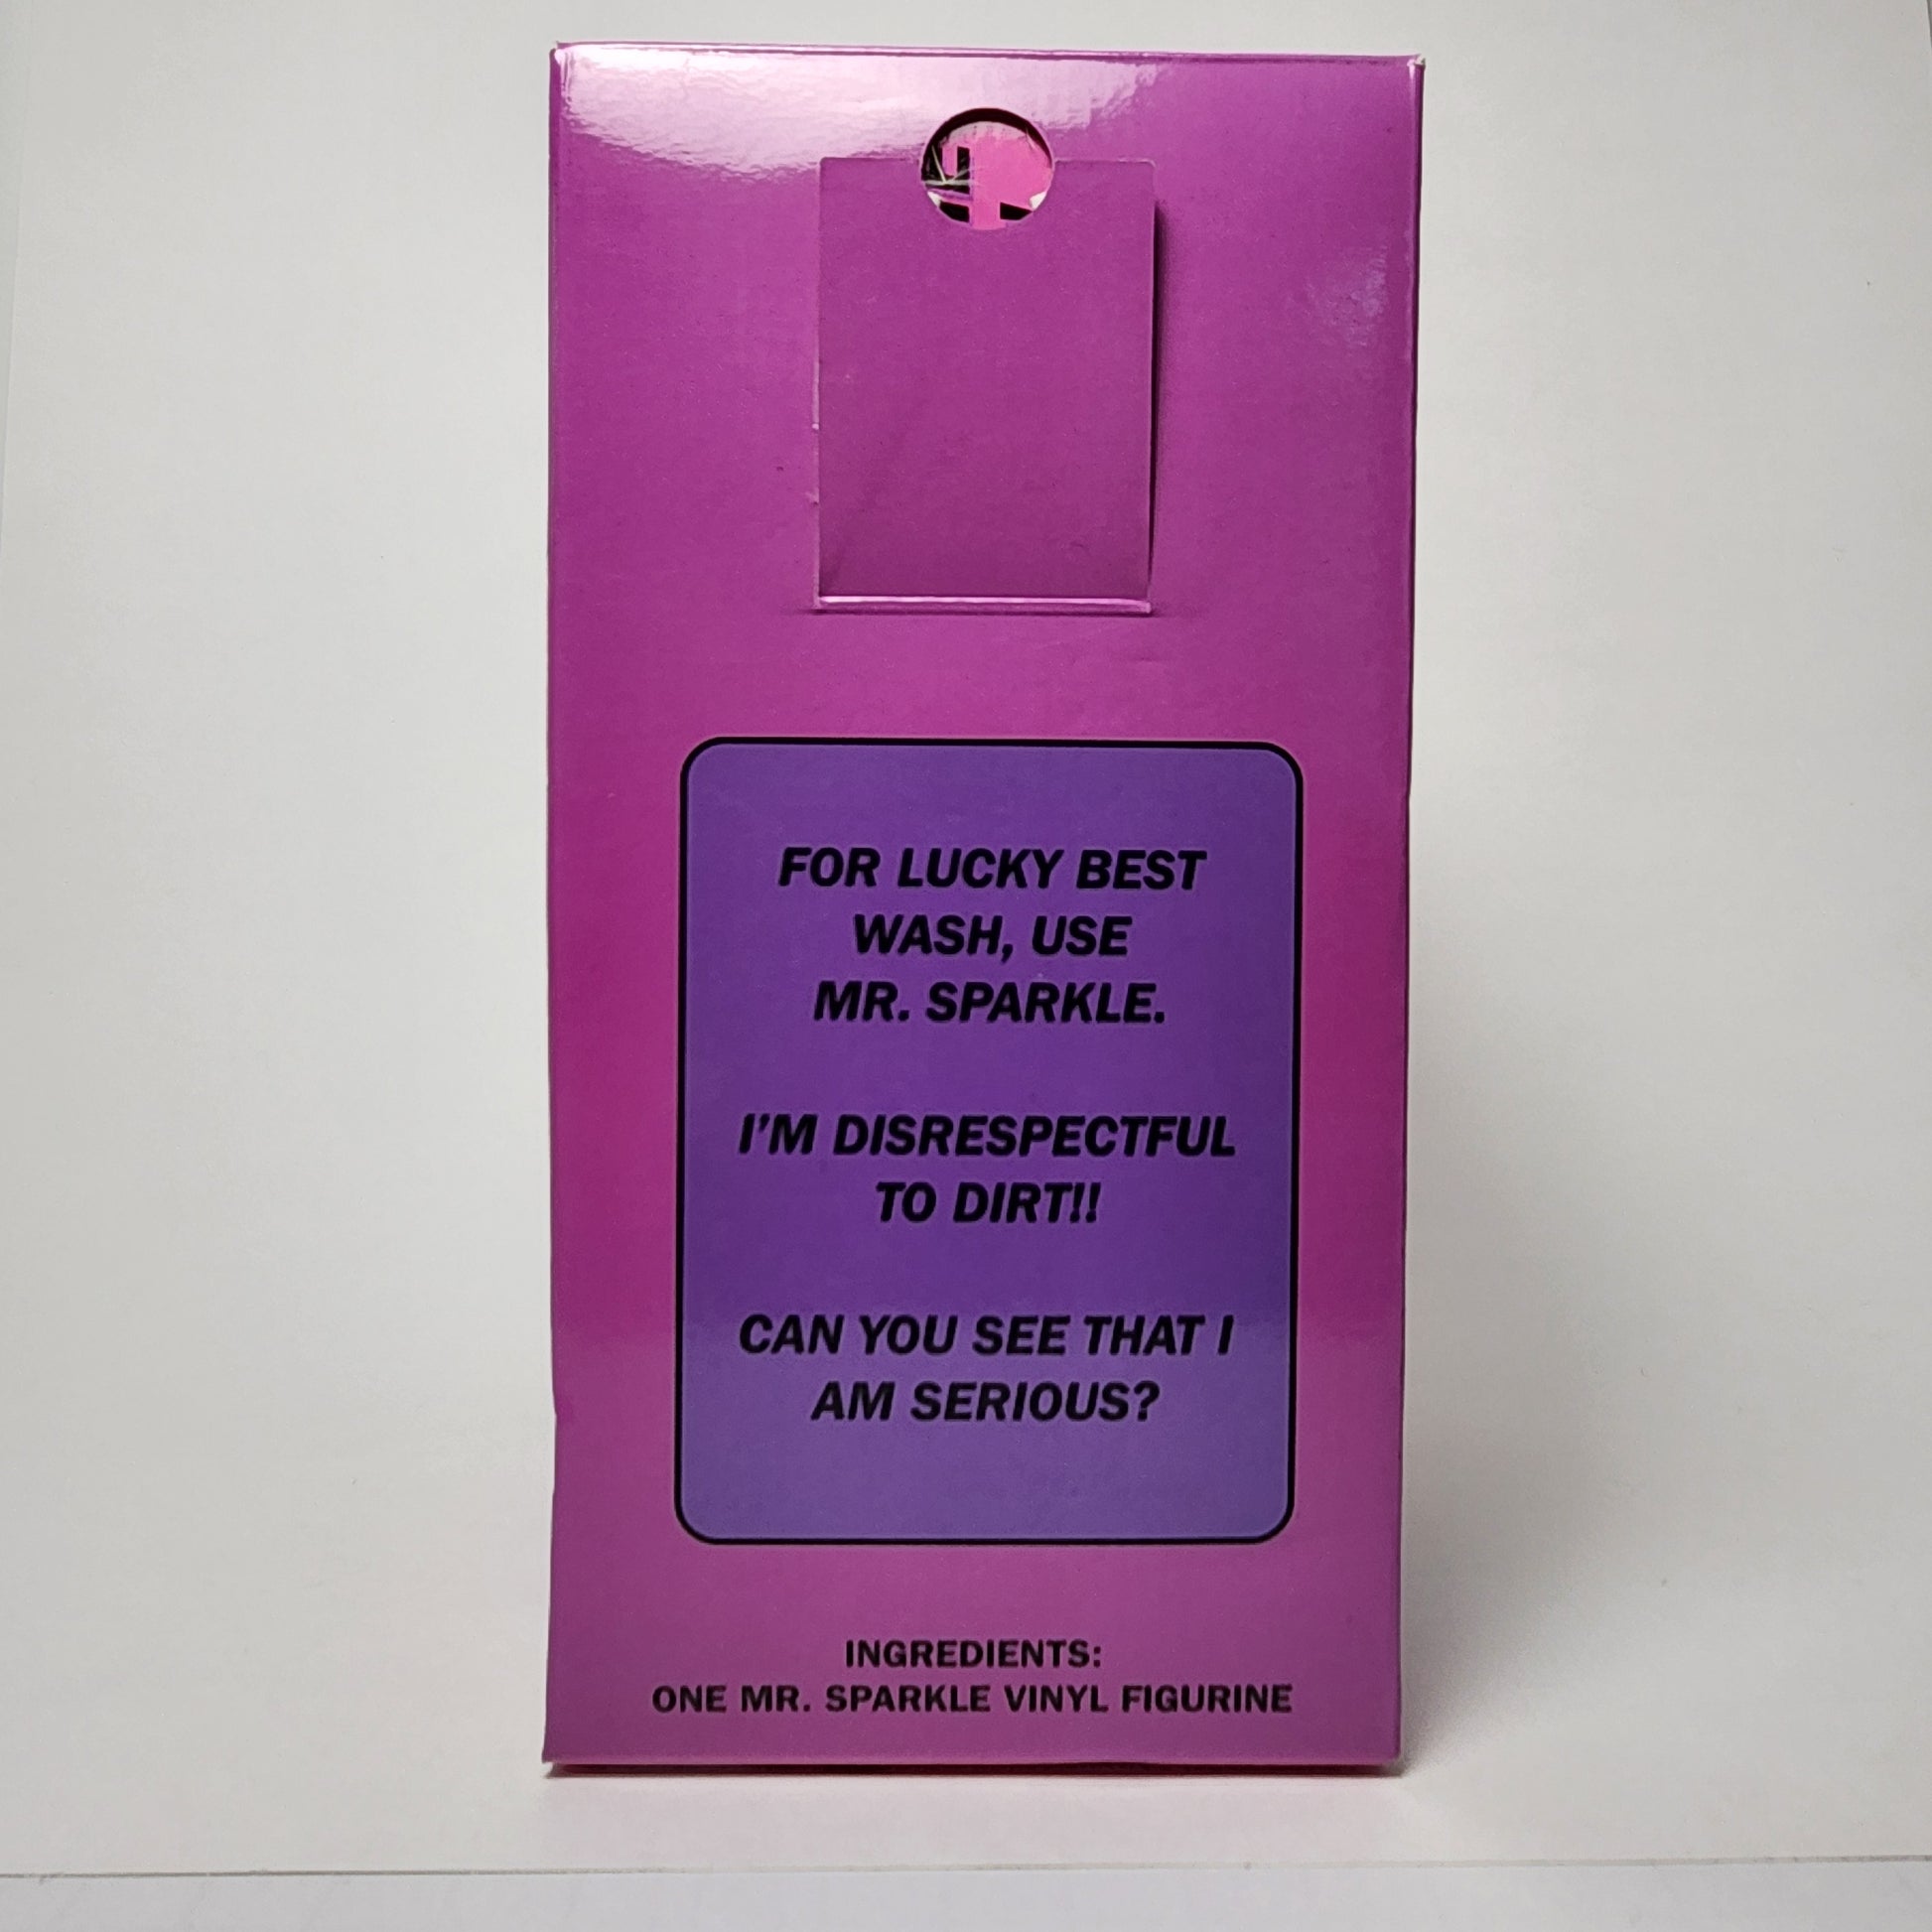 FOR LUCKY BEST
WASH, USE
MR. SPARKLE.
I'M DISRESPECTFUL
TO DIRT!!
CAN YOU SEE THAT I
AM SERIOUS?
INGREDIENTS:
ONE MR. SPARKLE VINYL FIGURINE